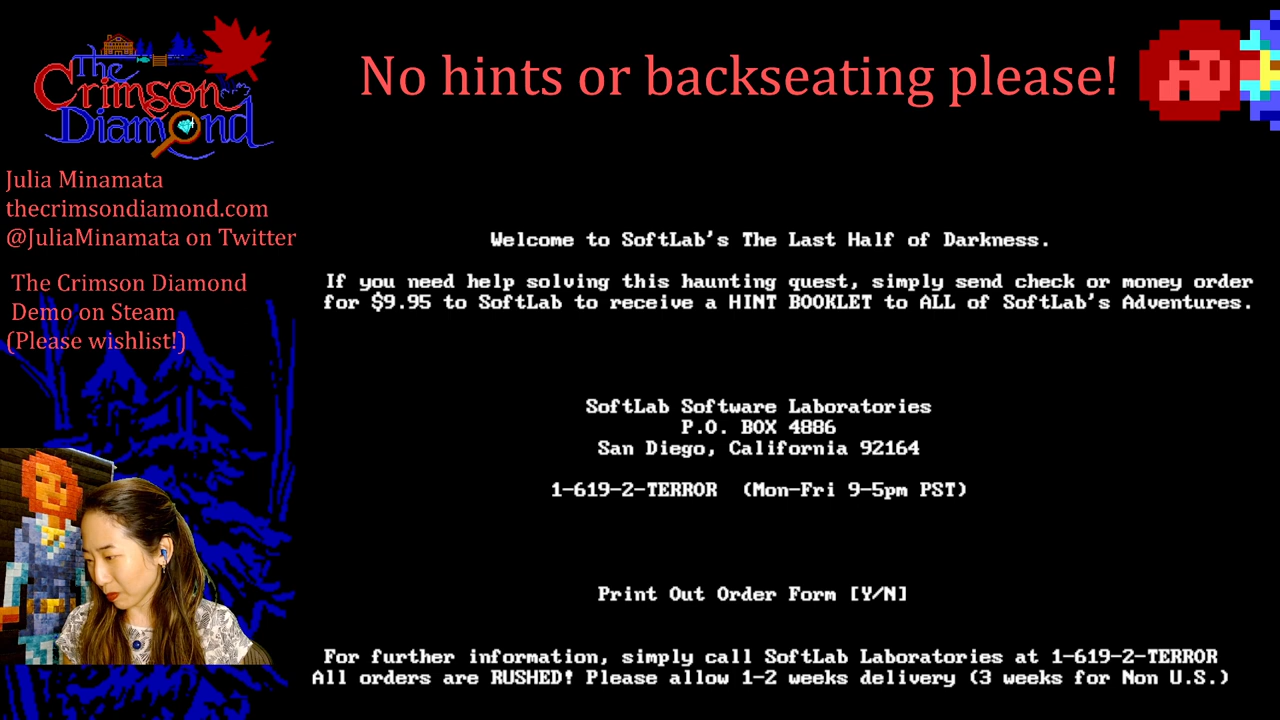 The
Crimson
Diamond
No hints or backseating please!
Julia Minamata
thecrimsondiamond.com
@JuliaMinamata on Twitter
The Crimson Diamond
Demo on Steam
(Please wishlist!)
Welcome to SoftLab's The Last Half of Darkness.
If you need help solving this haunting quest, simply send check or money order
for $9.95 to SoftLab to receive a HINT BOOKLET to ALL of SoftLab's Adventures.
SoftLab Software Laboratories
P.O. BOX 4886
San Diego, California 92164
1-619-2-TERROR (Mon-Fri 9-5pm PST)
Print Out Order Form [Y/N]
For further information, simply call SoftLab Laboratories at 1-619-2-TERROR
All orders are RUSHED! Please allow 1-2 weeks delivery (3 weeks for Non U.S.)